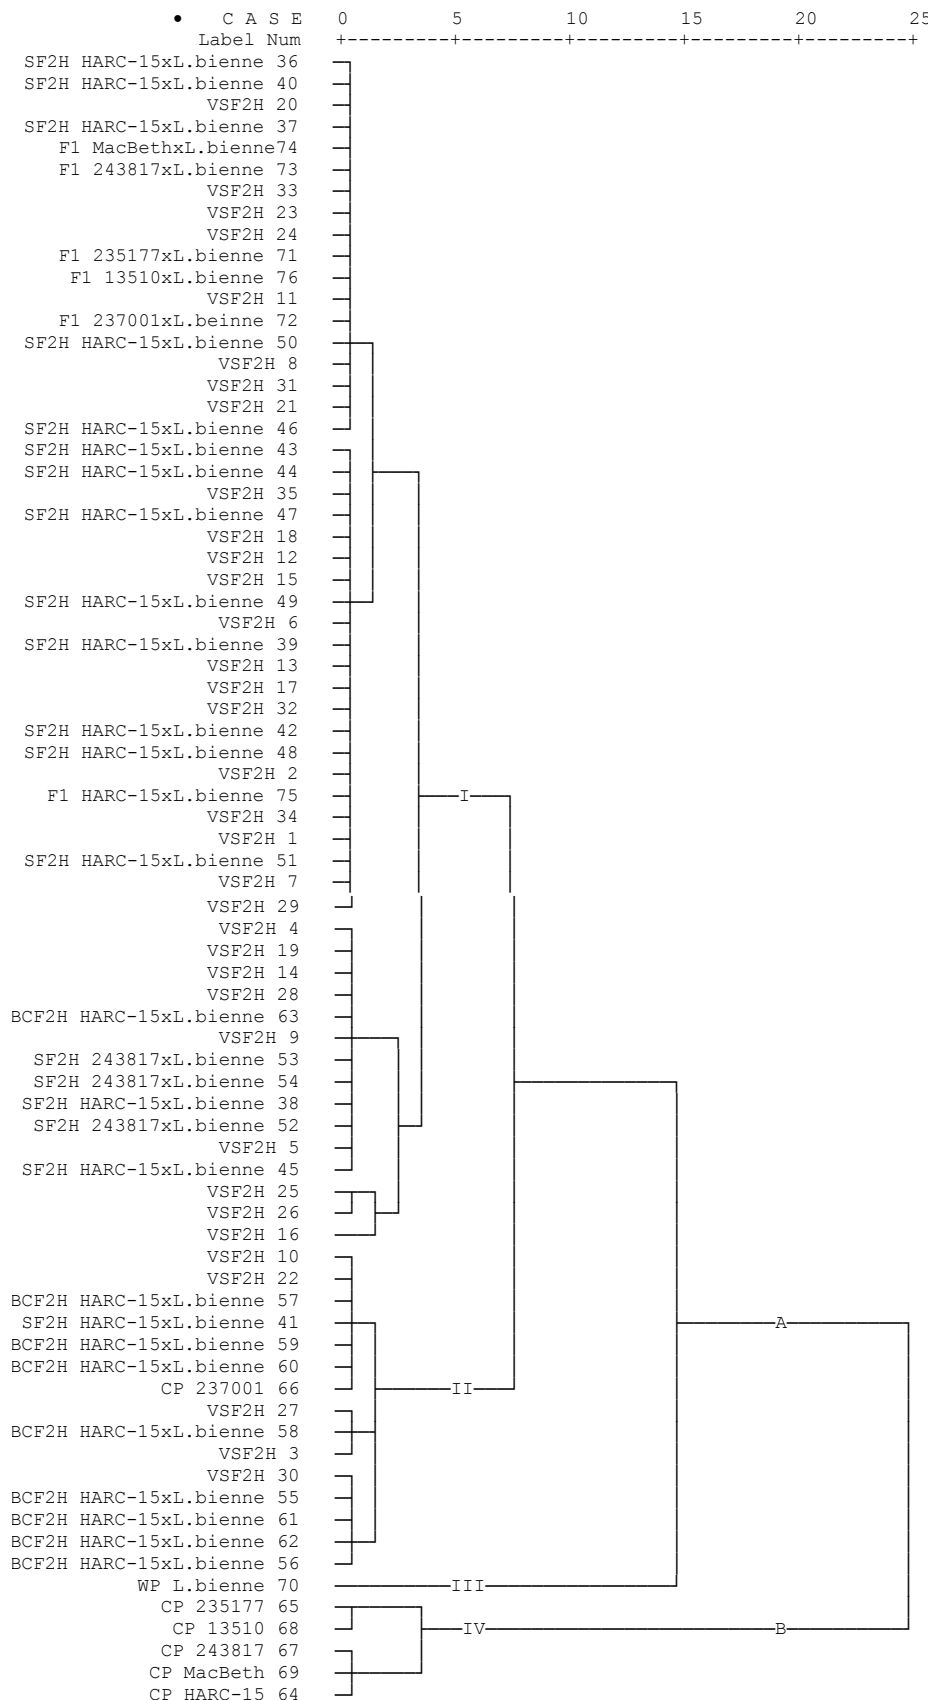 • C A S E 0 5 10 15 20 25
Label Num +---------+---------+---------+---------+---------+
SF2H HARC-15xL.bienne 36
SF2H HARC-15xL.bienne 40
VSF2H 20
SF2H HARC-15xL.bienne 37
F1 MacBethxL.bienne74
F1 243817xL.bienne 73
VSF2H 33
VSF2H 23
VSF2H 24
F1 235177xL.bienne 71
F1 13510xL.bienne 76
VSF2H 11
F1 237001xL.beinne 72
SF2H HARC-15xL.bienne 50
VSF2H 8
VSF2H 31
VSF2H 21
SF2H HARC-15xL.bienne 46
SF2H HARC-15xL.bienne 43
SF2H HARC-15xL.bienne 44
VSF2H 35
SF2H HARC-15xL.bienne 47
VSF2H 18
VSF2H 12
VSF2H 15
SF2H HARC-15xL.bienne 49
VSF2H 6
SF2H HARC-15xL.bienne 39
VSF2H 13
VSF2H 17
VSF2H 32
SF2H HARC-15xL.bienne 42
SF2H HARC-15xL.bienne 48
VSF2H 2
F1 HARC-15xL.bienne 75 I
VSF2H 34
VSF2H 1
SF2H HARC-15xL.bienne 51
VSF2H 7
VSF2H 29
VSF2H 4
VSF2H 19
VSF2H 14
VSF2H 28
BCF2H HARC-15xL.bienne 63
VSF2H 9
SF2H 243817xL.bienne 53
SF2H 243817xL.bienne 54
SF2H HARC-15xL.bienne 38
SF2H 243817xL.bienne 52
VSF2H 5
SF2H HARC-15xL.bienne 45
VSF2H 25
VSF2H 26
VSF2H 16
VSF2H 10
VSF2H 22
BCF2H HARC-15xL.bienne 57
SF2H HARC-15xL.bienne 41 A
BCF2H HARC-15xL.bienne 59
BCF2H HARC-15xL.bienne 60
CP 237001 66 II
VSF2H 27
BCF2H HARC-15xL.bienne 58
VSF2H 3
VSF2H 30
BCF2H HARC-15xL.bienne 55
BCF2H HARC-15xL.bienne 61
BCF2H HARC-15xL.bienne 62
BCF2H HARC-15xL.bienne 56
WP L.bienne 70 III
CP 235177 65
CP 13510 68 IV B
CP 243817 67
CP MacBeth 69
CP HARC-15 64